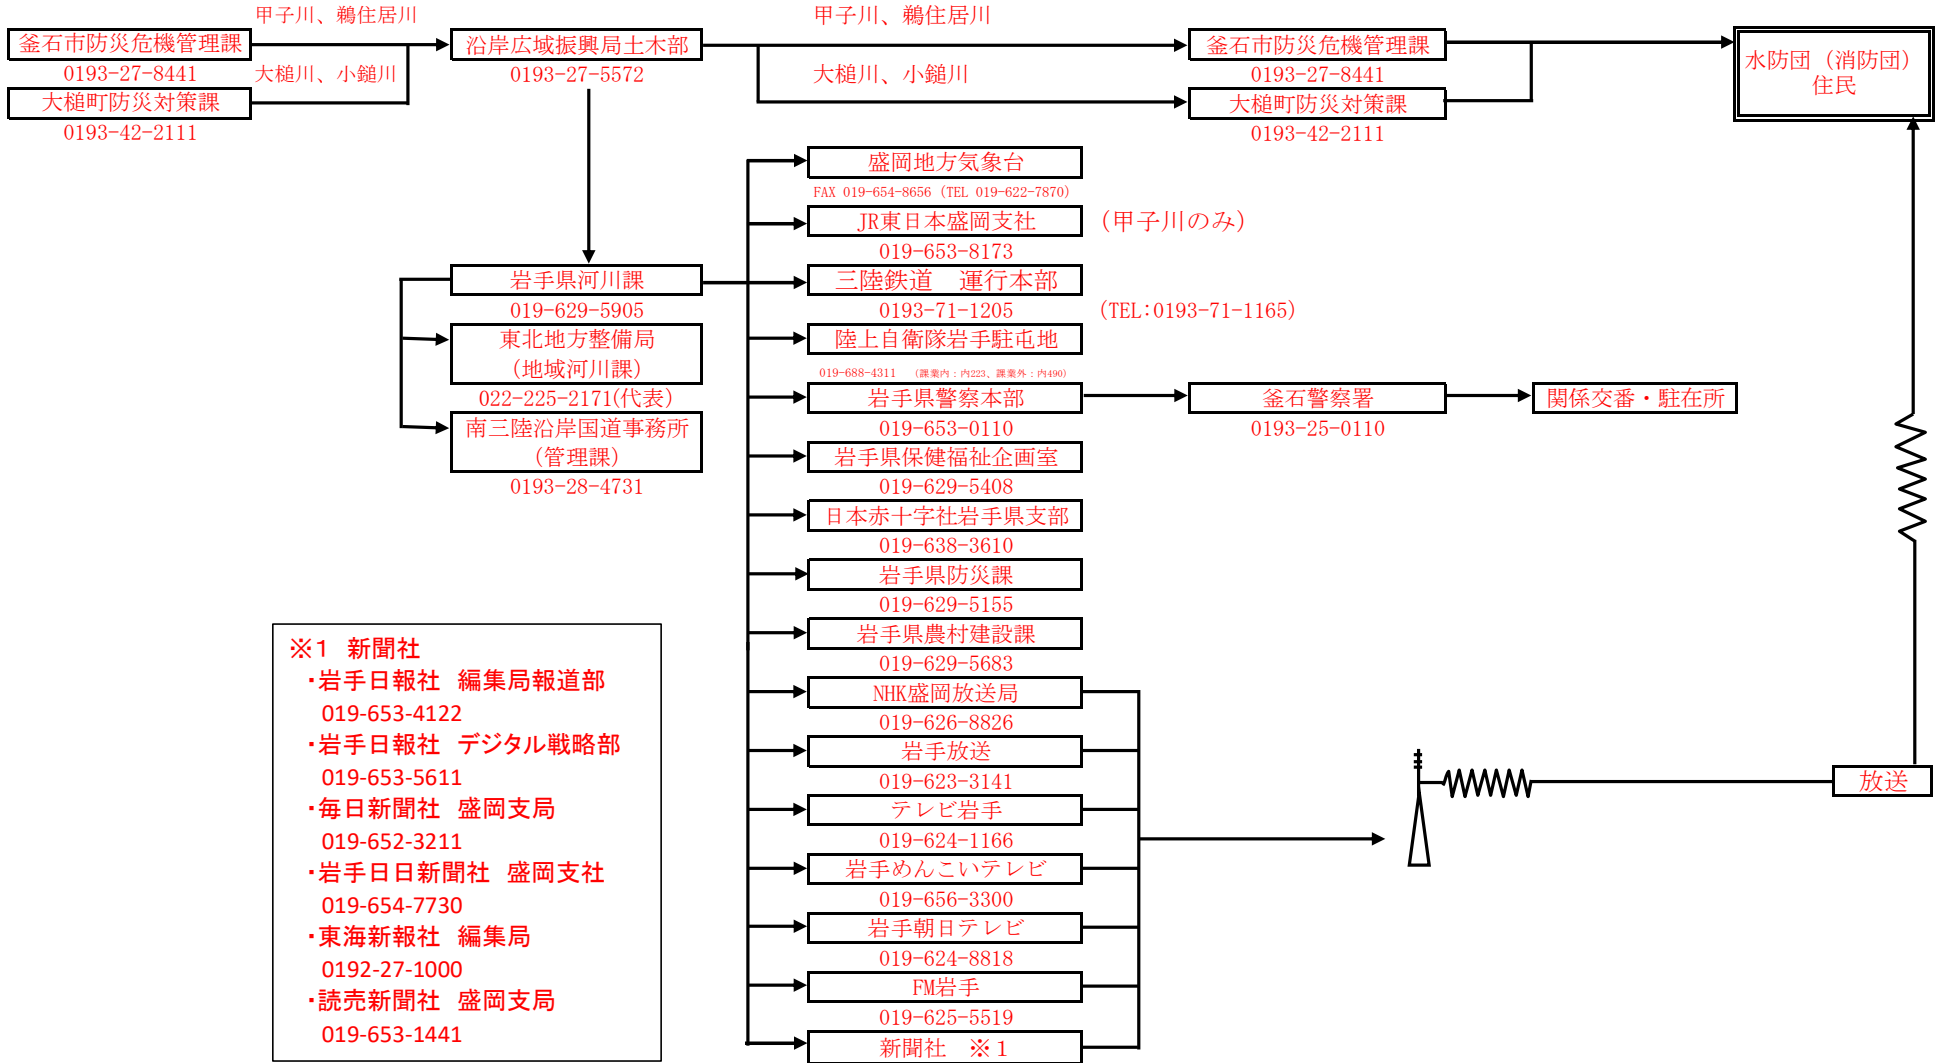 甲子川、鵜住居川
釜石市防災危機管理課
0193-27-8441
大槌川、小鎚川
大槌町防災対策課
0193-42-2111
沿岸広域振興局土木部
0193-27-5572
甲子川、鵜住居川
大槌川、小鎚川
釜石市防災危機管理課
0193-27-8441
大槌町防災対策課
0193-42-2111
水防団（消防団）
住民
岩手県河川課
019-629-5905
東北地方整備局
（地域河川課）
022-225-2171(代表）
南三陸沿岸国道事務所
（管理課）
0193-28-4731
盛岡地方気象台
FAX 019-654-8656（TEL 019-622-7870）
JR東日本盛岡支社
（甲子川のみ）
019-653-8173
三陸鉄道　運行本部
0193-71-1205
（TEL:0193-71-1165）
陸上自衛隊岩手駐屯地
019-688-4311　（課業内：内223、課業外：内490）
岩手県警察本部
019-653-0110
釜石警察署
0193-25-0110
関係交番・駐在所
岩手県保健福祉企画室
019-629-5408
日本赤十字社岩手県支部
019-638-3610
岩手県防災課
019-629-5155
岩手県農村建設課
019-629-5683
NHK盛岡放送局
019-626-8826
岩手放送
019-623-3141
テレビ岩手
019-624-1166
岩手めんこいテレビ
019-656-3300
岩手朝日テレビ
019-624-8818
FM岩手
019-625-5519
新聞社　※１
放送
※1　新聞社
・岩手日報社　編集局報道部
019-653-4122
・岩手日報社　デジタル戦略部
019-653-5611
・毎日新聞社　盛岡支局
019-652-3211
・岩手日日新聞社　盛岡支社
019-654-7730
・東海新報社　編集局
0192-27-1000
・読売新聞社　盛岡支局
019-653-1441